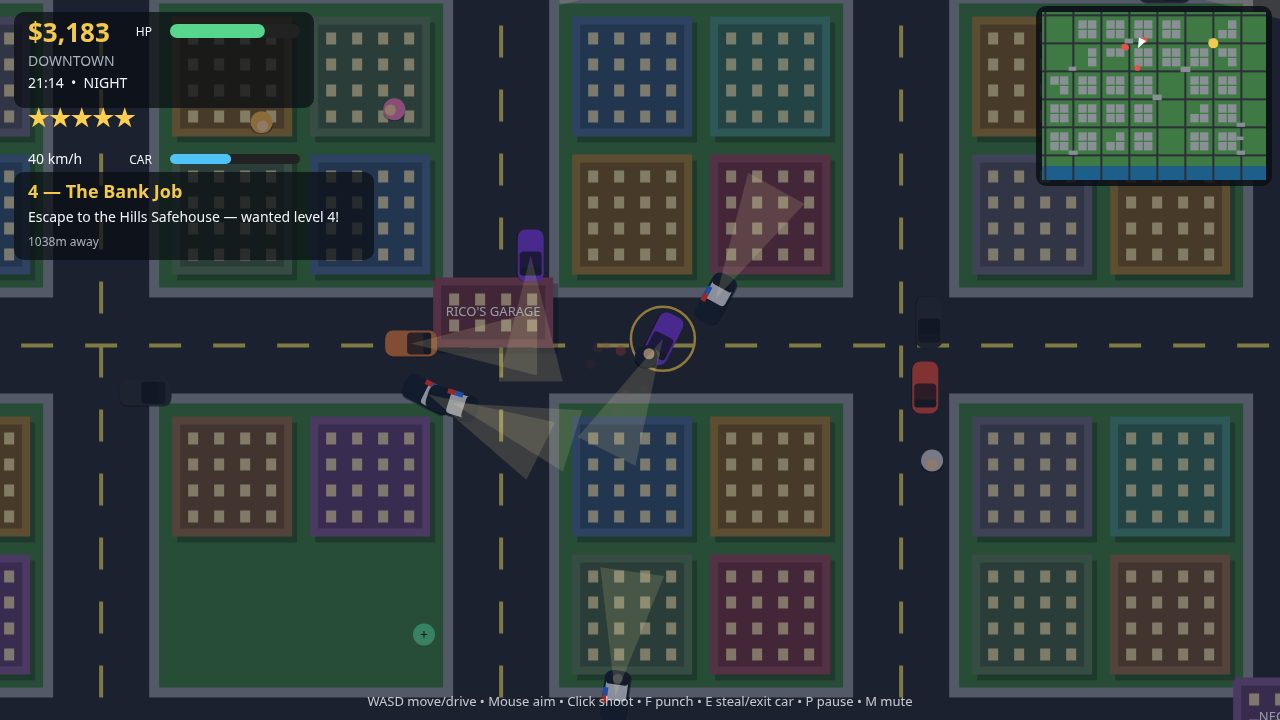 $3,183
HP
DOWNTOWN
21:14 • NIGHT
★★★★★
40 km/h
CAR
4 — The Bank Job
Escape to the Hills Safehouse — wanted level 4!
1038m away
RICO'S GARAGE
+
WASD move/drive • Mouse aim • Click shoot • F punch • E steal/exit car • P pause • M mute